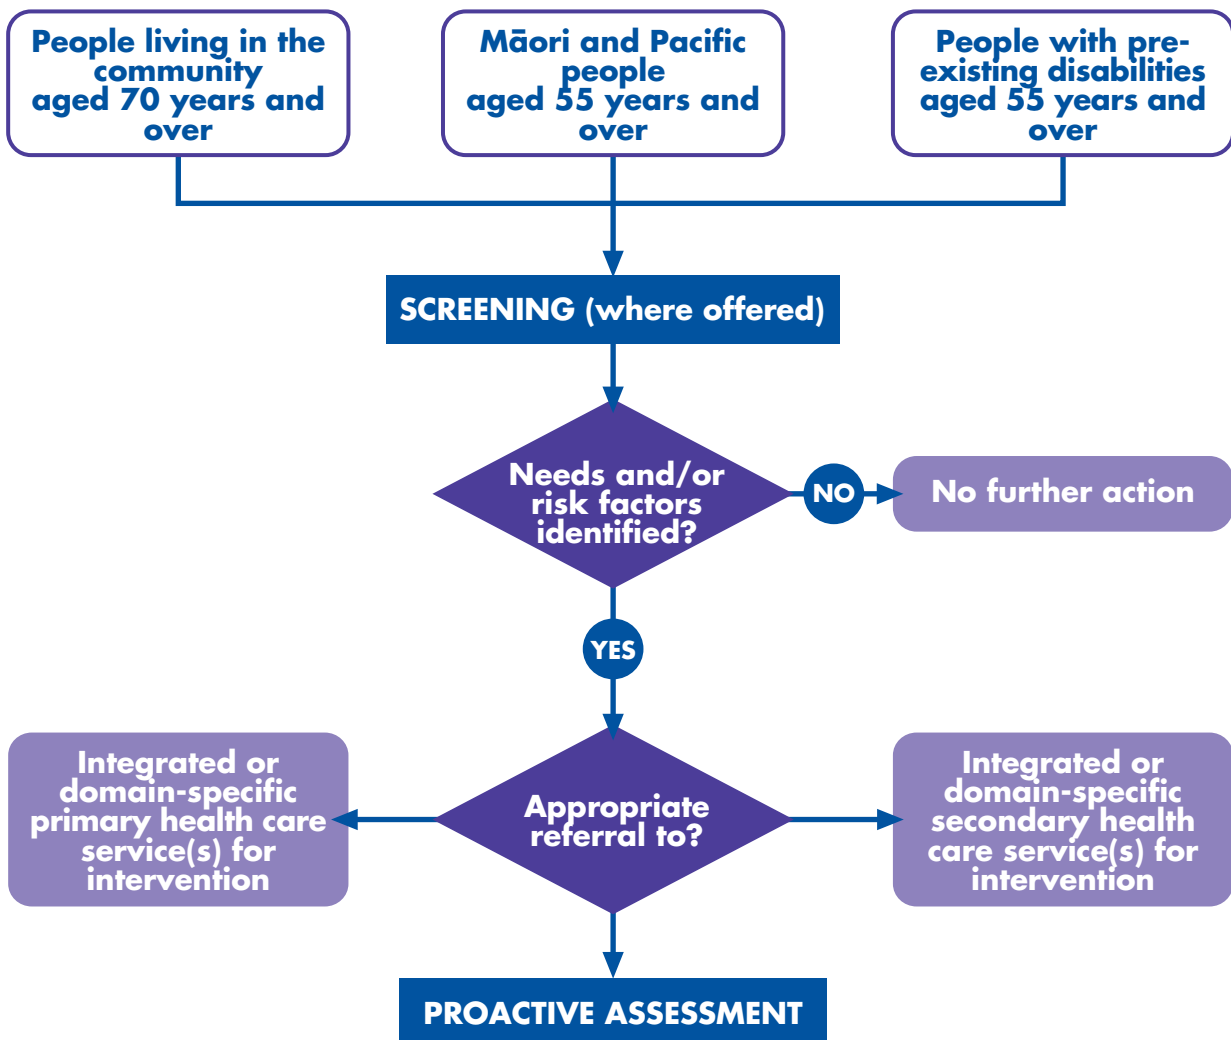 People living in the
community
aged 70 years and
over
Māori and Pacific
people
aged 55 years and
over
People with pre-
existing disabilities
aged 55 years and
over
SCREENING (where offered)
Needs and/or
risk factors
identified?
NO
No further action
YES
Integrated or
domain-specific
primary health care
service(s) for
intervention
Appropriate
referral to?
Integrated or
domain-specific
secondary health
care service(s) for
intervention
PROACTIVE ASSESSMENT